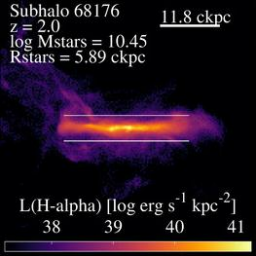 Subhalo 68176
z = 2.0
11.8 ckpc
log Mstars = 10.45
Rstars = 5.89 ckpc
L(H-alpha) [log erg s⁻¹ kpc⁻²]
38 39 40 41